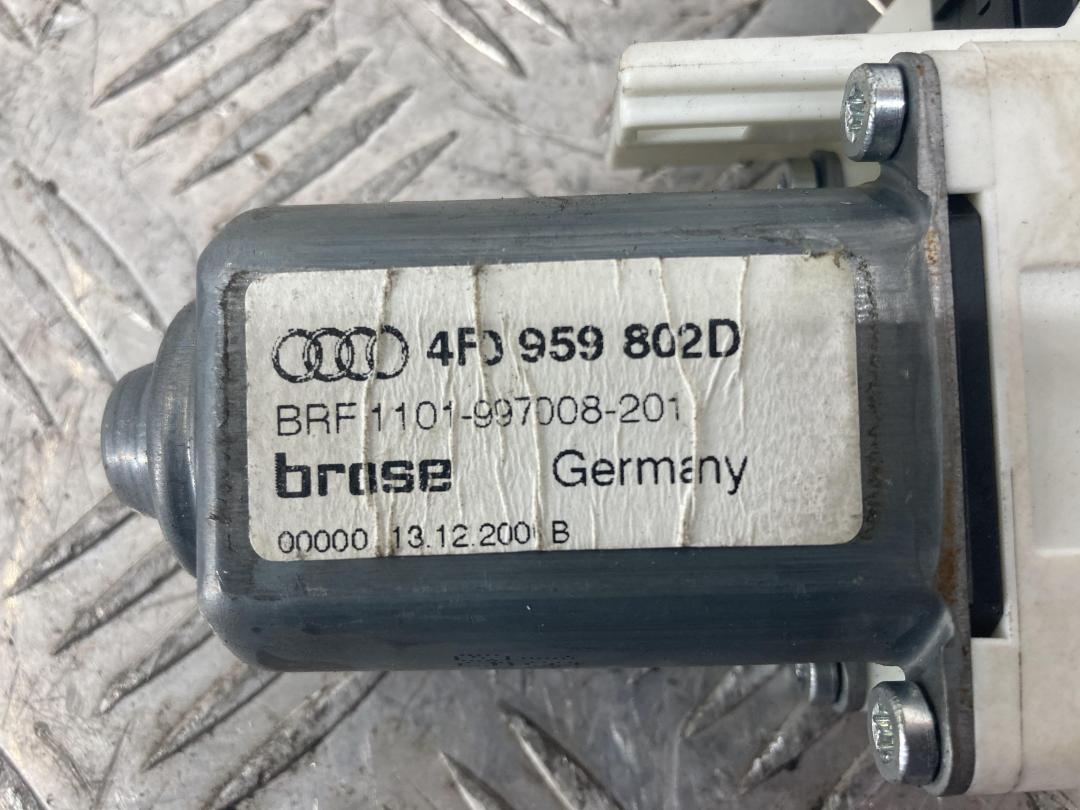 4F0 959 802D
BRF 1101-997008-201
brose Germany
00000 13.12.200 B